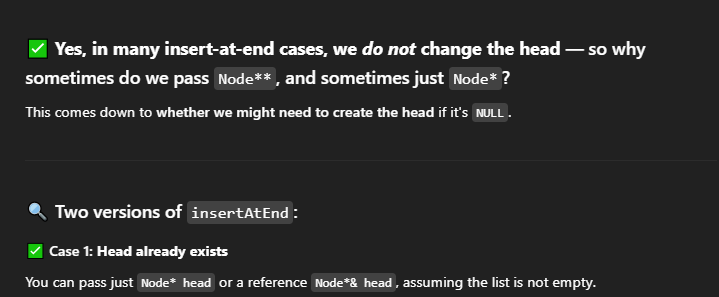 ✅ Yes, in many insert-at-end cases, we do not change the head — so why
sometimes do we pass Node**, and sometimes just Node*?
This comes down to whether we might need to create the head if it's NULL.
🔍 Two versions of insertAtEnd:
✅ Case 1: Head already exists
You can pass just Node* head or a reference Node*& head, assuming the list is not empty.